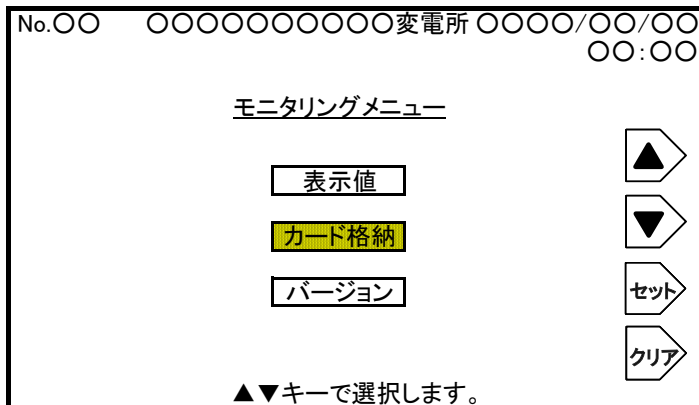 No.○○ ○○○○○○○○○○変電所 ○○○○/○○/○○
○○:○○
モニタリングメニュー
▲
表示値
▼
カード格納
セット
バージョン
クリア
▲▼キーで選択します。